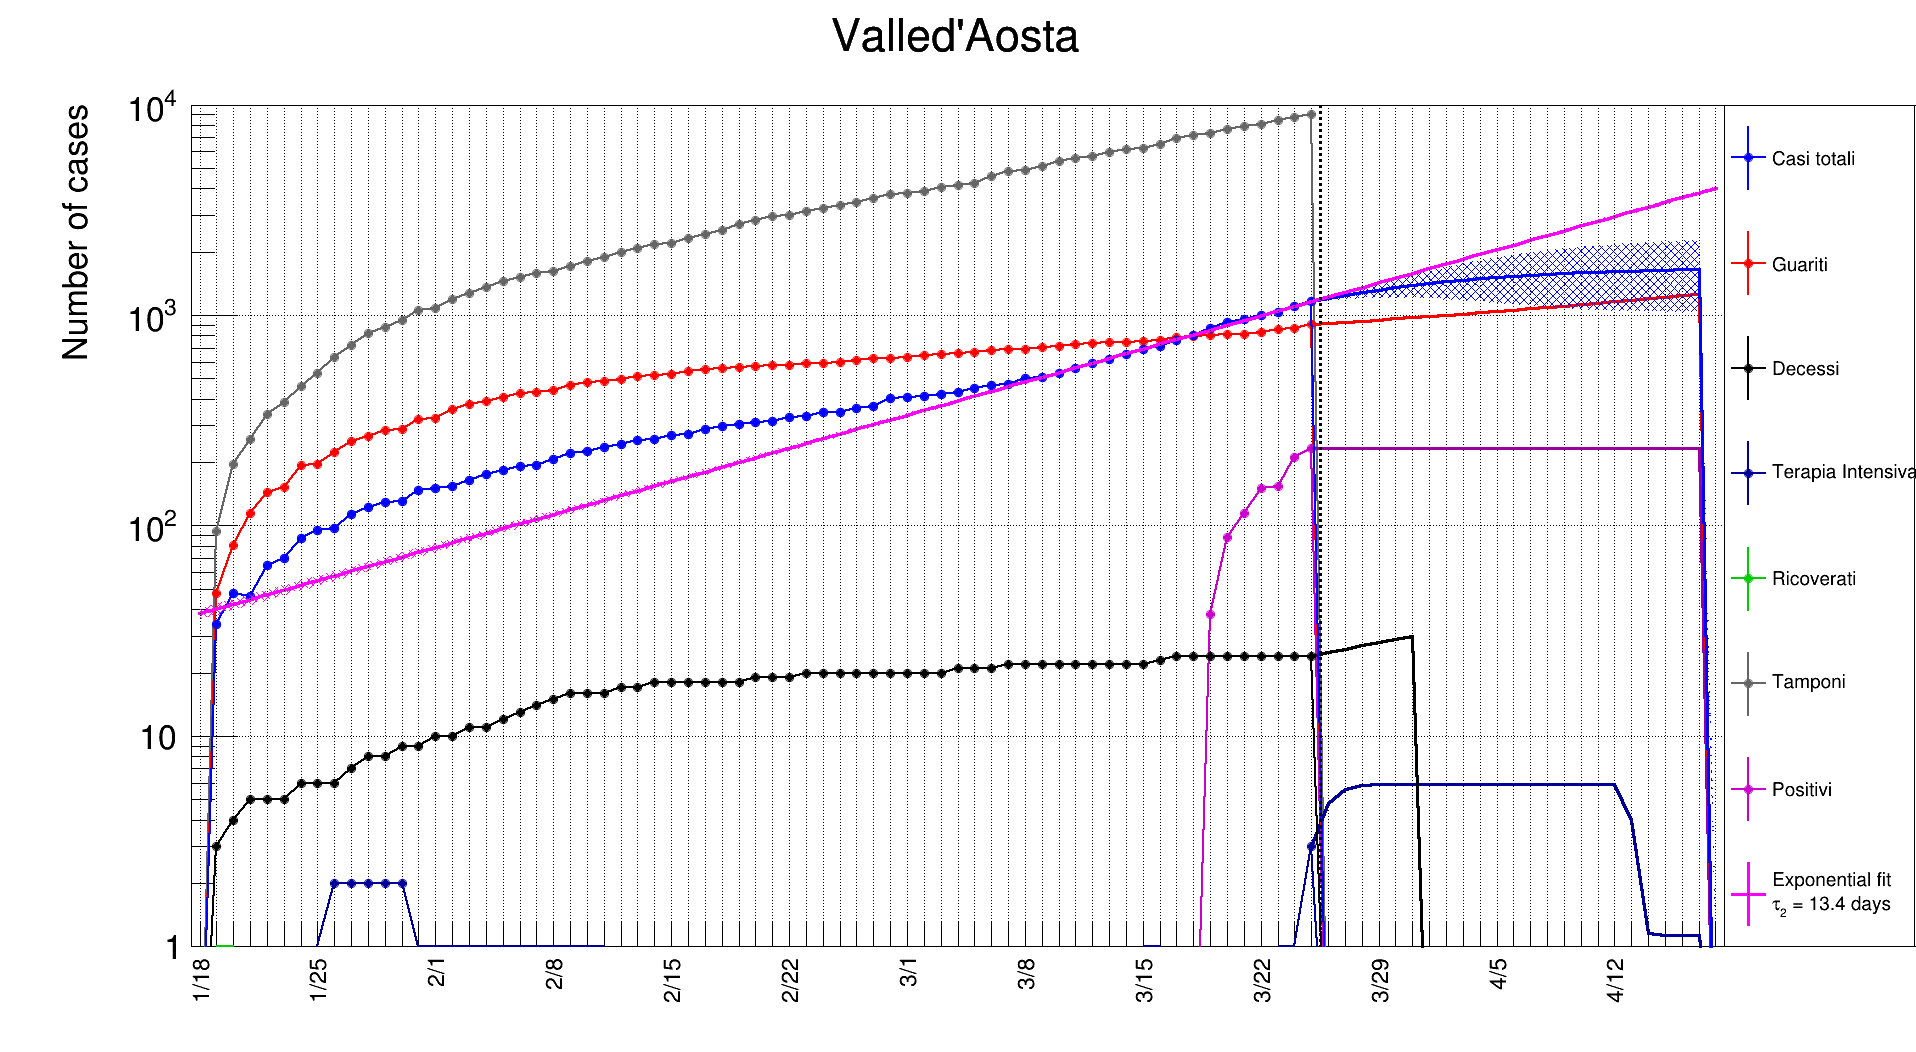 Valled'Aosta
Number of cases
10⁴
10³
10²
10
1
1/18
1/25
2/1
2/8
2/15
2/22
3/1
3/8
3/15
3/22
3/29
4/5
4/12
Casi totali
Guariti
Decessi
Terapia Intensiva
Ricoverati
Tamponi
Positivi
Exponential fit
τ₂ = 13.4 days